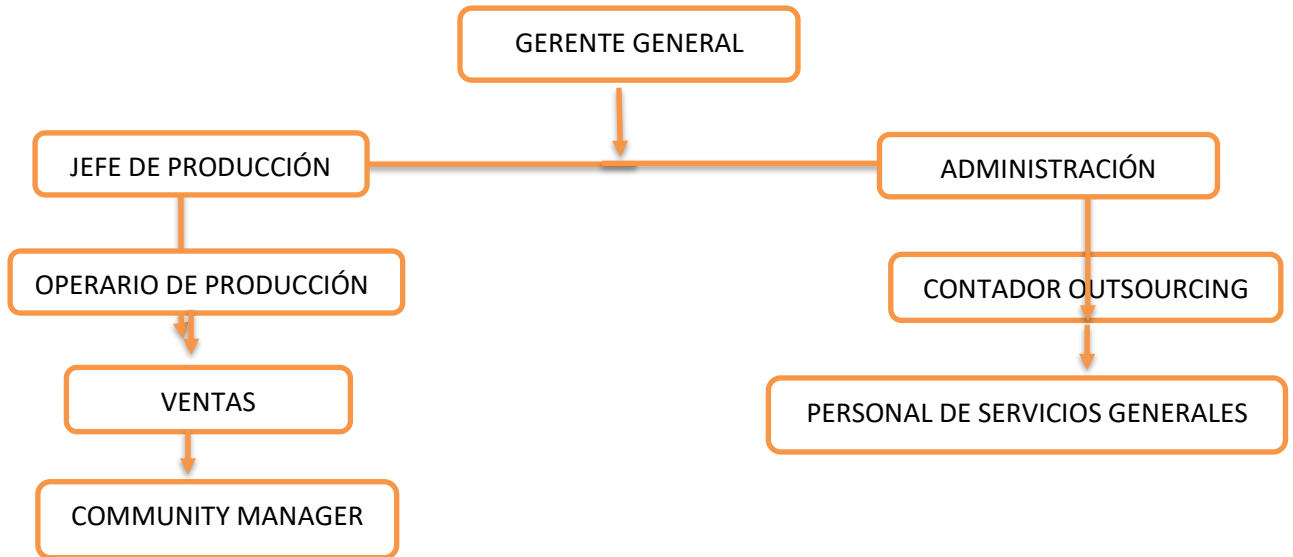 GERENTE GENERAL
JEFE DE PRODUCCIÓN
ADMINISTRACIÓN
OPERARIO DE PRODUCCIÓN
CONTADOR OUTSOURCING
VENTAS
PERSONAL DE SERVICIOS GENERALES
COMMUNITY MANAGER